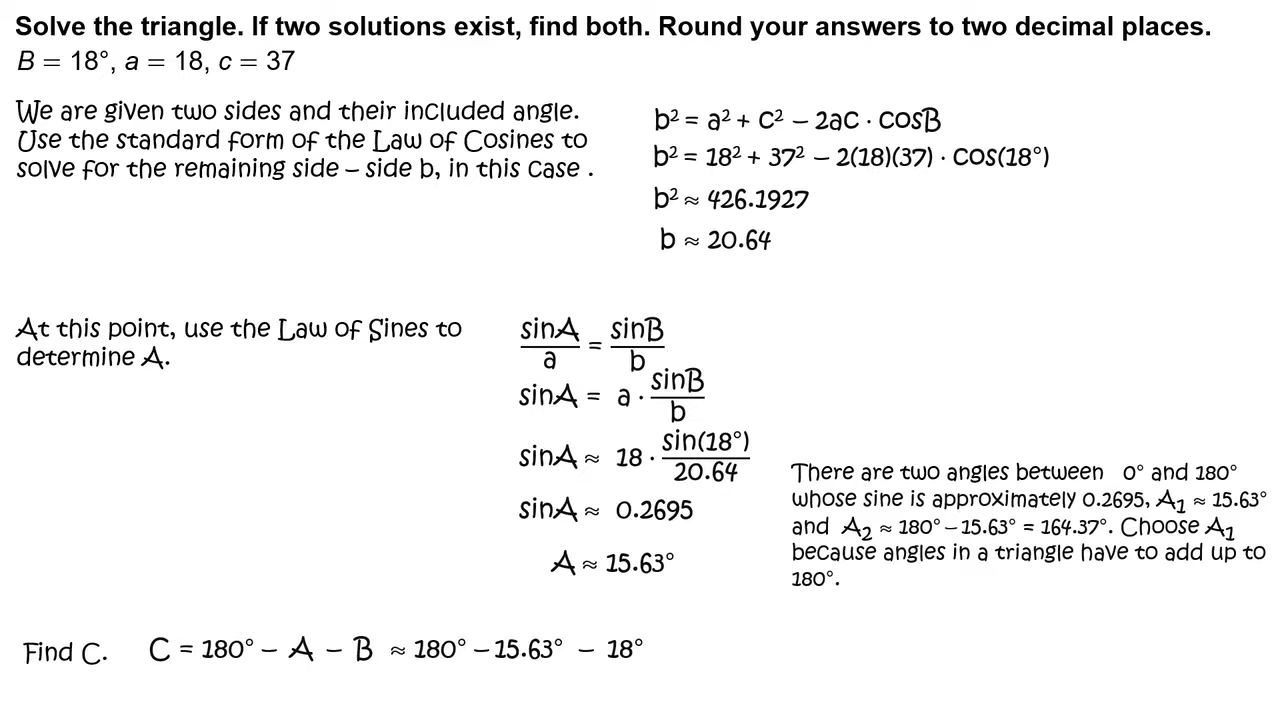 Solve the triangle. If two solutions exist, find both. Round your answers to two decimal places.
B = 18°, a = 18, c = 37
We are given two sides and their included angle.
Use the standard form of the Law of Cosines to
solve for the remaining side – side b, in this case .
b² = a² + c² – 2ac · cosB
b² = 18² + 37² – 2(18)(37) · cos(18°)
b² ≈ 426.1927
b ≈ 20.64
At this point, use the Law of Sines to
determine A.
sinA/a = sinB/b
sinA = a · sinB/b
sinA ≈ 18 · sin(18°)/20.64
sinA ≈ 0.2695
A ≈ 15.63°
There are two angles between 0° and 180°
whose sine is approximately 0.2695, A₁ ≈ 15.63°
and A₂ ≈ 180° – 15.63° = 164.37°. Choose A₁
because angles in a triangle have to add up to
180°.
Find C. C = 180° – A – B ≈ 180° – 15.63° – 18°